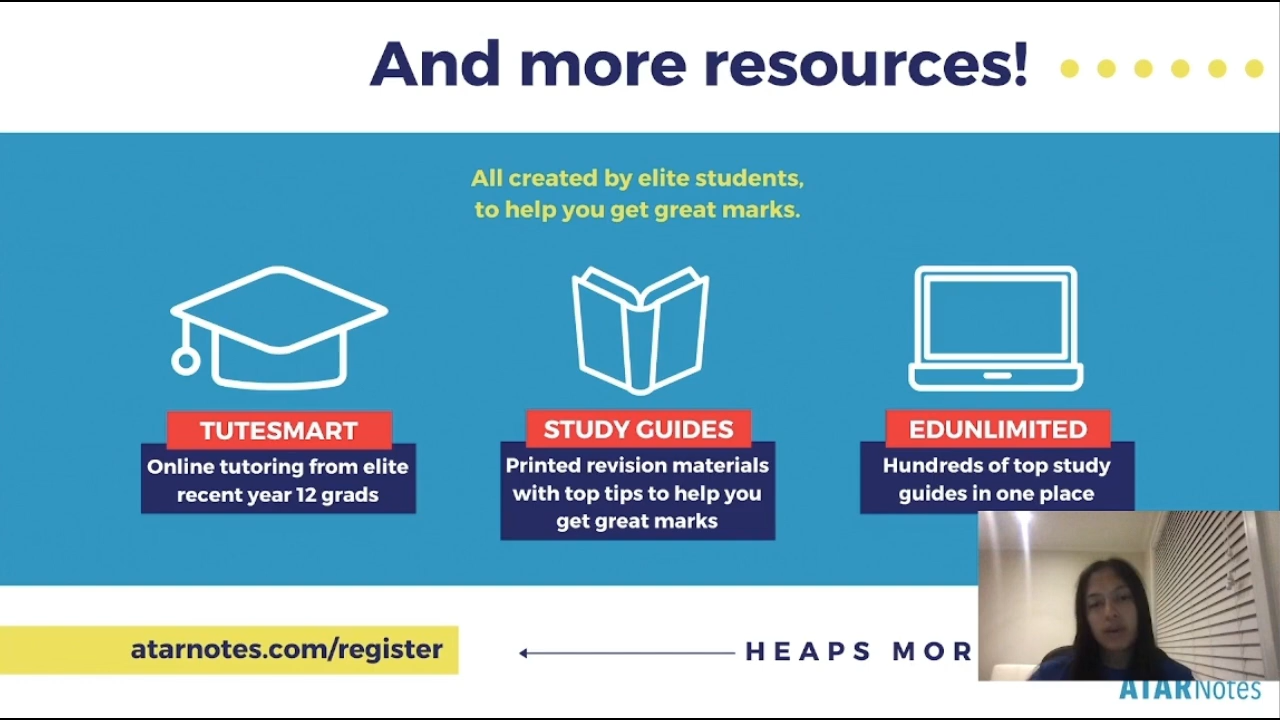 And more resources!
All created by elite students,
to help you get great marks.
TUTESMART
Online tutoring from elite
recent year 12 grads
STUDY GUIDES
Printed revision materials
with top tips to help you
get great marks
EDUNLIMITED
Hundreds of top study
guides in one place
atarnotes.com/register
HEAPS MOR
ATARNotes